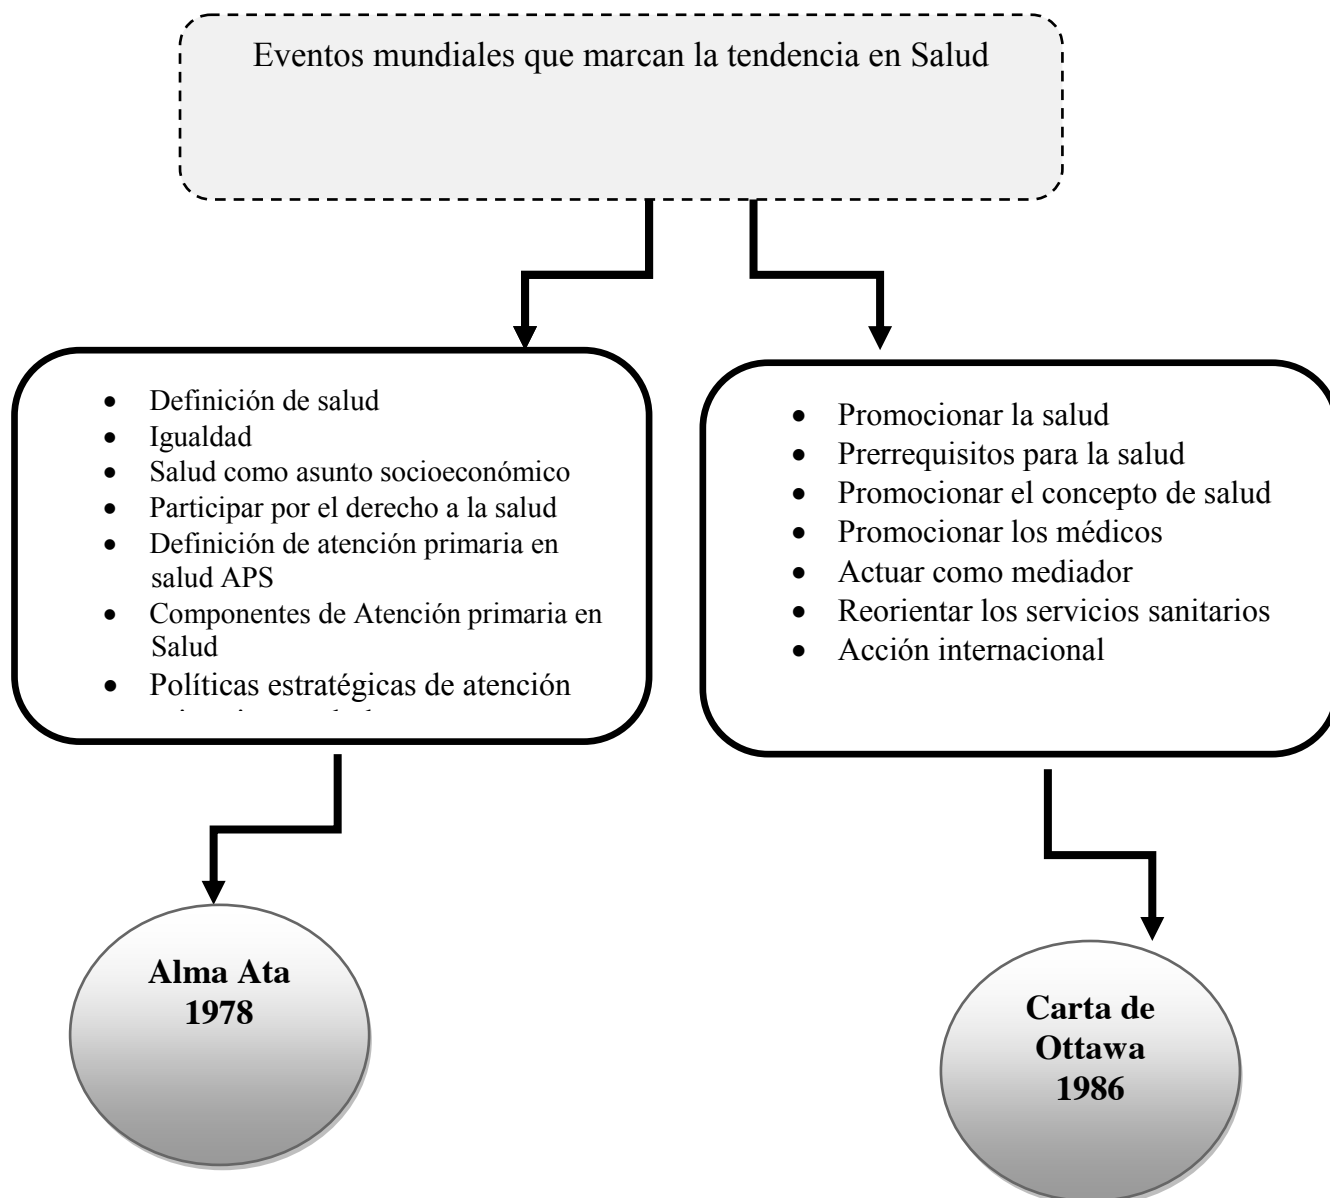 Eventos mundiales que marcan la tendencia en Salud
• Definición de salud
• Igualdad
• Salud como asunto socioeconómico
• Participar por el derecho a la salud
• Definición de atención primaria en
salud APS
• Componentes de Atención primaria en
Salud
• Políticas estratégicas de atención
• Promocionar la salud
• Prerrequisitos para la salud
• Promocionar el concepto de salud
• Promocionar los médicos
• Actuar como mediador
• Reorientar los servicios sanitarios
• Acción internacional
Alma Ata
1978
Carta de
Ottawa
1986